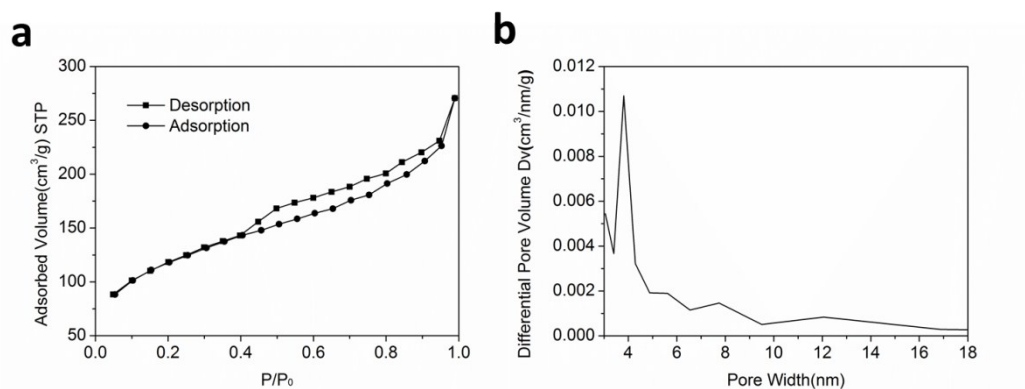 a
300
250
200
150
100
50
Adsorbed Volume(cm³/g) STP
Desorption
Adsorption
0.0 0.2 0.4 0.6 0.8 1.0
P/P₀
b
0.012
0.010
0.008
0.006
0.004
0.002
0.000
Differential Pore Volume Dv(cm³/nm/g)
4 6 8 10 12 14 16 18
Pore Width(nm)